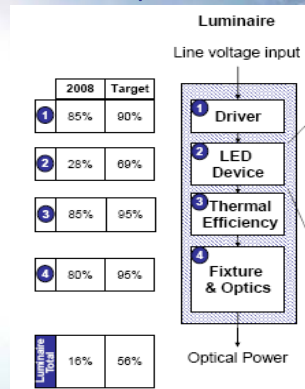 Luminaire
Line voltage input
2008 Target
1 85% 90%
2 28% 69%
3 85% 95%
4 80% 95%
Luminaire Total 16% 56%
1 Driver
2 LED
Device
3 Thermal
Efficiency
4 Fixture
& Optics
Optical Power